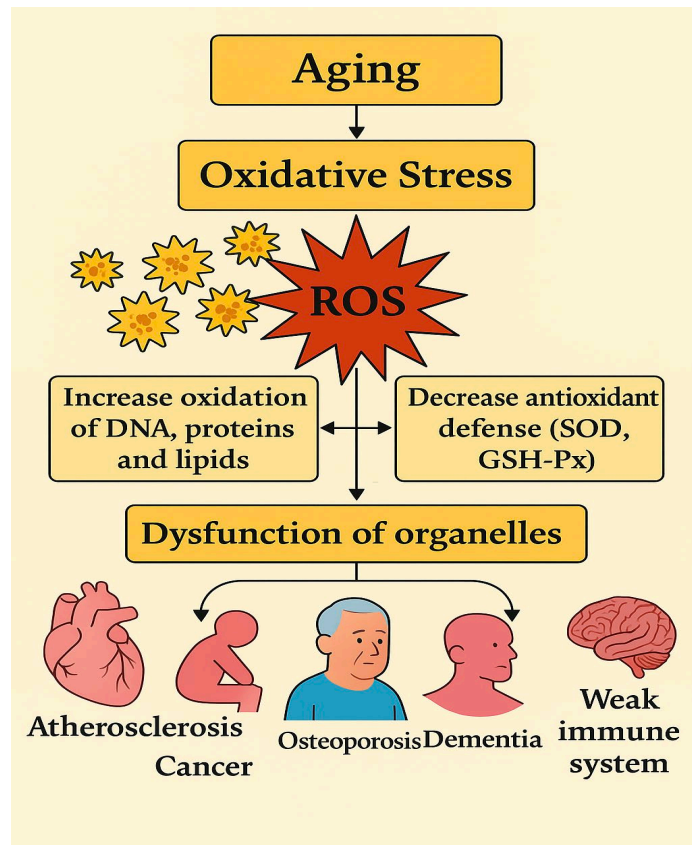 Aging
Oxidative Stress
ROS
Increase oxidation
of DNA, proteins
and lipids
Decrease antioxidant
defense (SOD,
GSH-Px)
Dysfunction of organelles
Atherosclerosis
Cancer
Osteoporosis
Dementia
Weak
immune
system